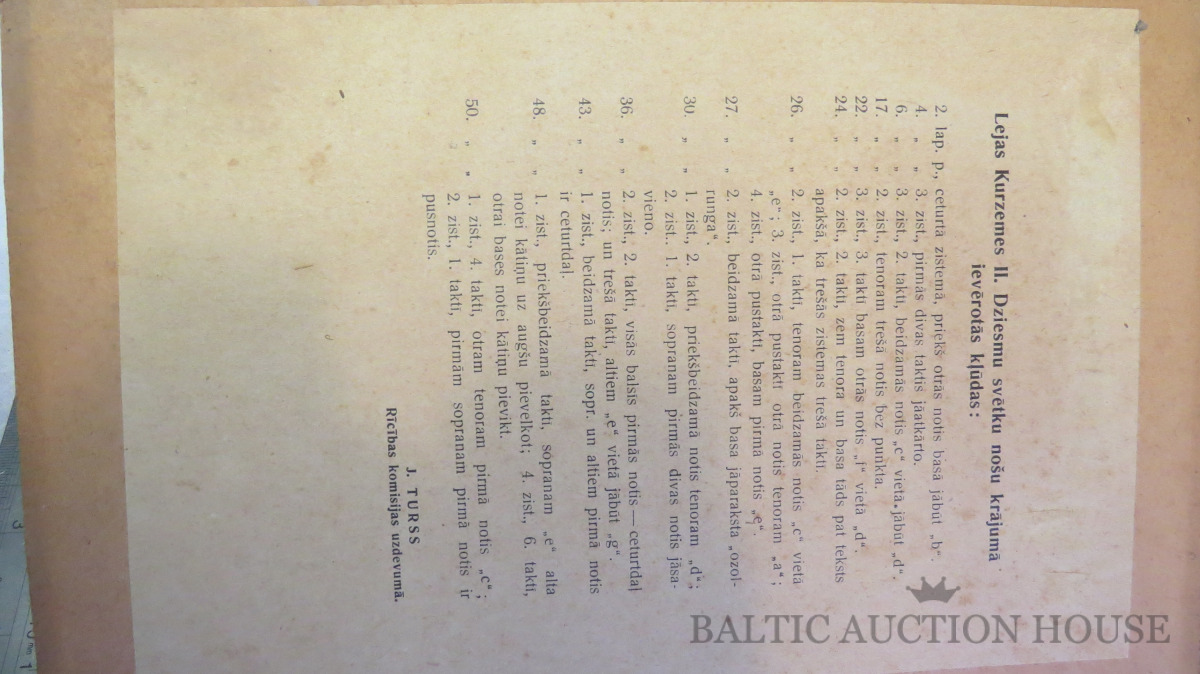 Lejas Kurzemes II. Dziesmu svētku nošu krājumā
ievērotās kļūdas:
2. lap. p., ceturtā zistemā, priekš otrās notis basā jābūt „b“.
4. „ „ 3. zist., pirmās divas taktis jāatkārto.
6. „ „ 3. zist., 2. takti, beidzamās notis „c“ vietā jābūt „d“.
17. „ „ 2. zist., tenoram trešā notis bez punkta.
22. „ „ 3. zist., 3. takti basam otrās notis „f“ vietā „d“.
24. „ „ 2. zist., 2. takti, zem tenora un basa tāds pat teksts
apakšā, ka trešās zistemas trešā takti.
26. „ „ 2. zist., 1. takti, tenoram beidzamās notis „c“ vietā
„e“; 3. zist., otrā pustakti otrā notis tenoram „a“;
4. zist., otrā pustakti, basam pirmā notis „e“.
27. „ „ 2. zist., beidzamā takti, apakš basa jāparaksta „ozol-
runga“.
30. „ „ 1. zist., 2. takti, priekšbeidzamā notis tenoram „d“;
2. zist.. 1. takti, sopranam pirmās divas notis jāsa-
vieno.
36. „ „ 2. zist., 2. takti, visās balsis pirmās notis — ceturtdaļ
notis; un trešā takti, altiem „e“ vietā jābūt „g“.
43. „ „ 1. zist., beidzamā takti, sopr. un altiem pirmā notis
ir ceturtdaļ.
48. „ „ 1. zist., priekšbeidzamā takti, sopranam „e“ alta
notei kātiņu uz augšu pievelkot; 4. zist., 6. takti,
otrai bases notei kātiņu pievikt.
50. „ „ 1. zist., 4. takti, otram tenoram pirmā notis „c“;
2. zist., 1. takti, pirmām sopranam pirmā notis ir
pusnotis.
J. TURSS
Rīcības komisijas uzdevumā.
BALTIC AUCTION HOUSE